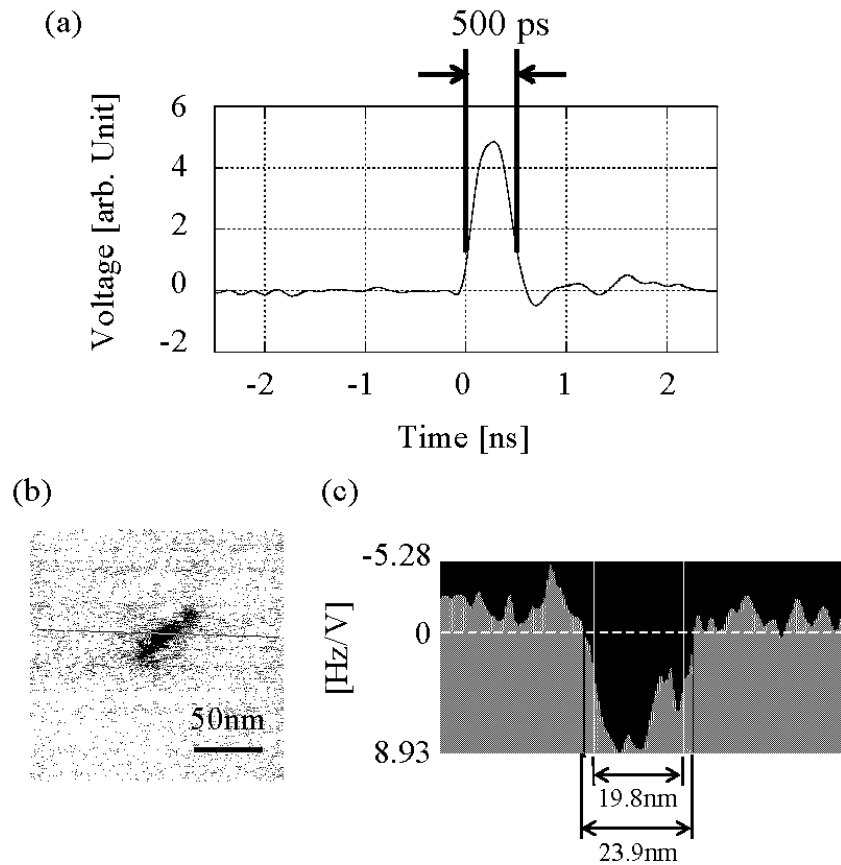 (a)
500 ps
Voltage [arb. Unit]
6
4
2
0
-2
-2 -1 0 1 2
Time [ns]
(b)
50nm
(c)
[Hz/V]
-5.28
0
8.93
19.8nm
23.9nm